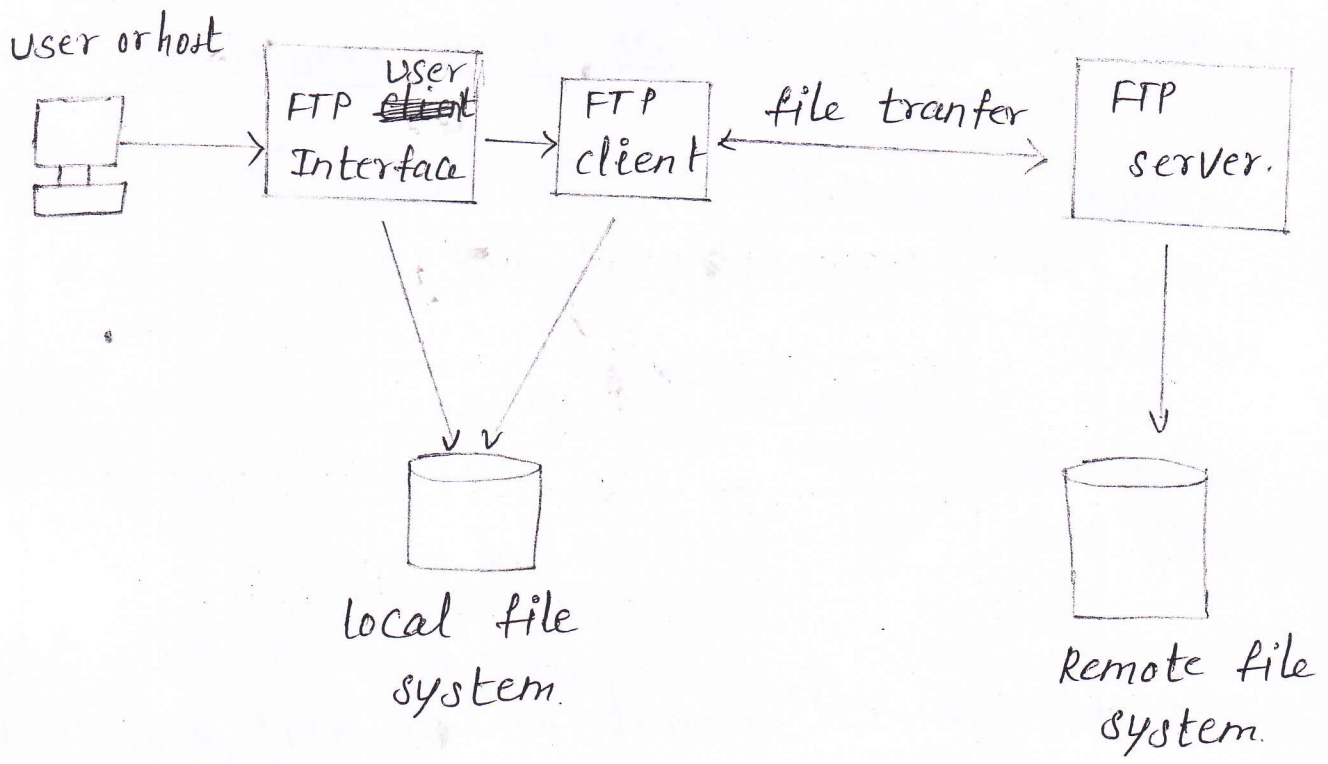 user or host
user
FTP client
Interface
FTP
client
file tranfer
FTP
server.
local file
system.
Remote file
system.